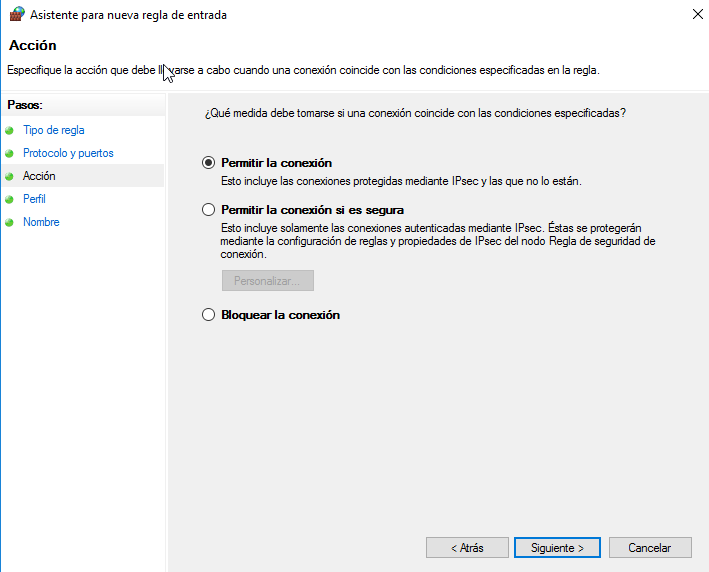 Asistente para nueva regla de entrada
Acción
Especifique la acción que debe llevarse a cabo cuando una conexión coincide con las condiciones especificadas en la regla.
Pasos:
Tipo de regla
Protocolo y puertos
Acción
Perfil
Nombre
¿Qué medida debe tomarse si una conexión coincide con las condiciones especificadas?
Permitir la conexión
Esto incluye las conexiones protegidas mediante IPsec y las que no lo están.
Permitir la conexión si es segura
Esto incluye solamente las conexiones autenticadas mediante IPsec. Éstas se protegerán
mediante la configuración de reglas y propiedades de IPsec del nodo Regla de seguridad de
conexión.
Personalizar...
Bloquear la conexión
< Atrás
Siguiente >
Cancelar